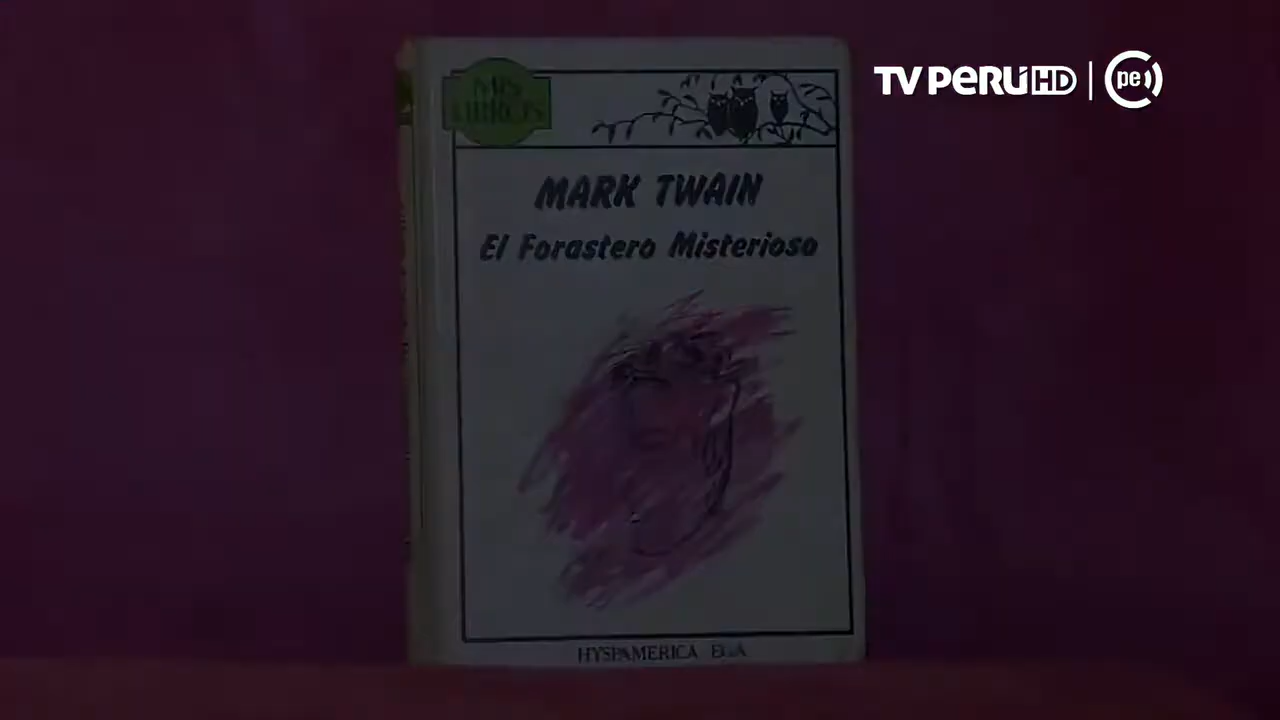 TV PERÚ HD | pe
MIS
LIBROS
MARK TWAIN
El Forastero Misterioso
HYSPAMERICA